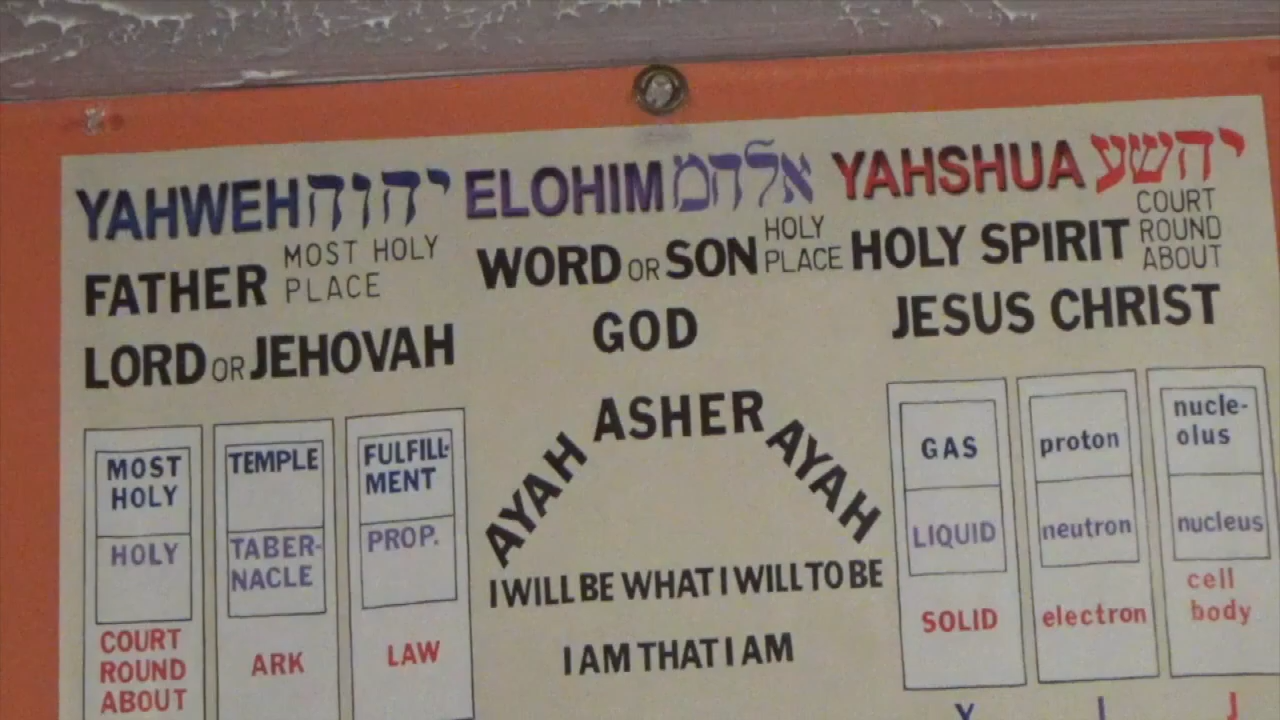 YAHWEH יהוה ELOHIM אלהמ YAHSHUA יהשע
FATHER MOST HOLY PLACE
WORD OR SON HOLY PLACE
HOLY SPIRIT COURT ROUND ABOUT
LORD OR JEHOVAH
GOD
JESUS CHRIST
AYAH ASHER AYAH
I WILL BE WHAT I WILL TO BE
I AM THAT I AM
MOST HOLY
HOLY
COURT ROUND ABOUT
TEMPLE
TABER-
NACLE
ARK
FULFILL-
MENT
PROP.
LAW
GAS
LIQUID
SOLID
proton
neutron
electron
nucle-
olus
nucleus
cell
body